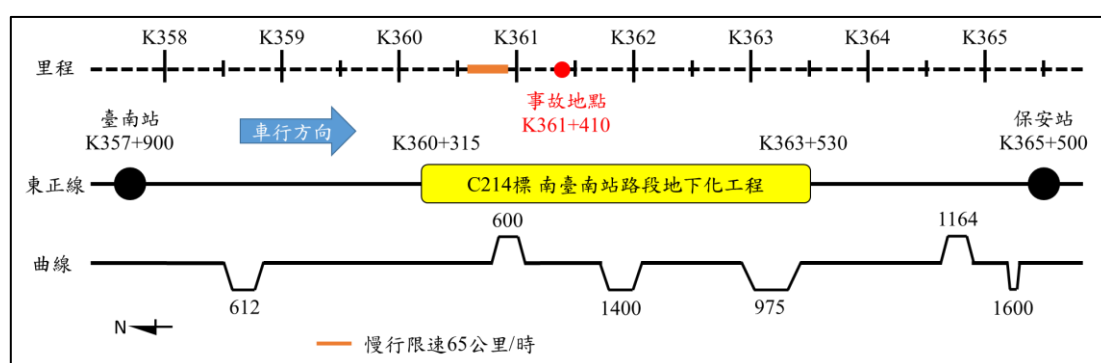 K358 K359 K360 K361 K362 K363 K364 K365
里程
事故地點
K361+410
臺南站
K357+900
車行方向
K360+315
K363+530
保安站
K365+500
東正線
C214標 南臺南站路段地下化工程
600
1164
曲線
612
1400
975
1600
N
慢行限速65公里/時